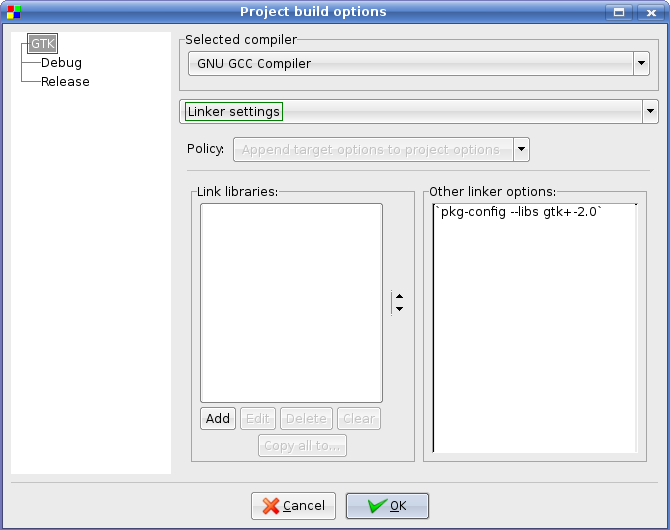 Project build options
GTK
Debug
Release
Selected compiler
GNU GCC Compiler
Linker settings
Policy: Append target options to project options
Link libraries:
Add Edit Delete Clear
Copy all to...
Other linker options:
`pkg-config --libs gtk+-2.0`
Cancel OK